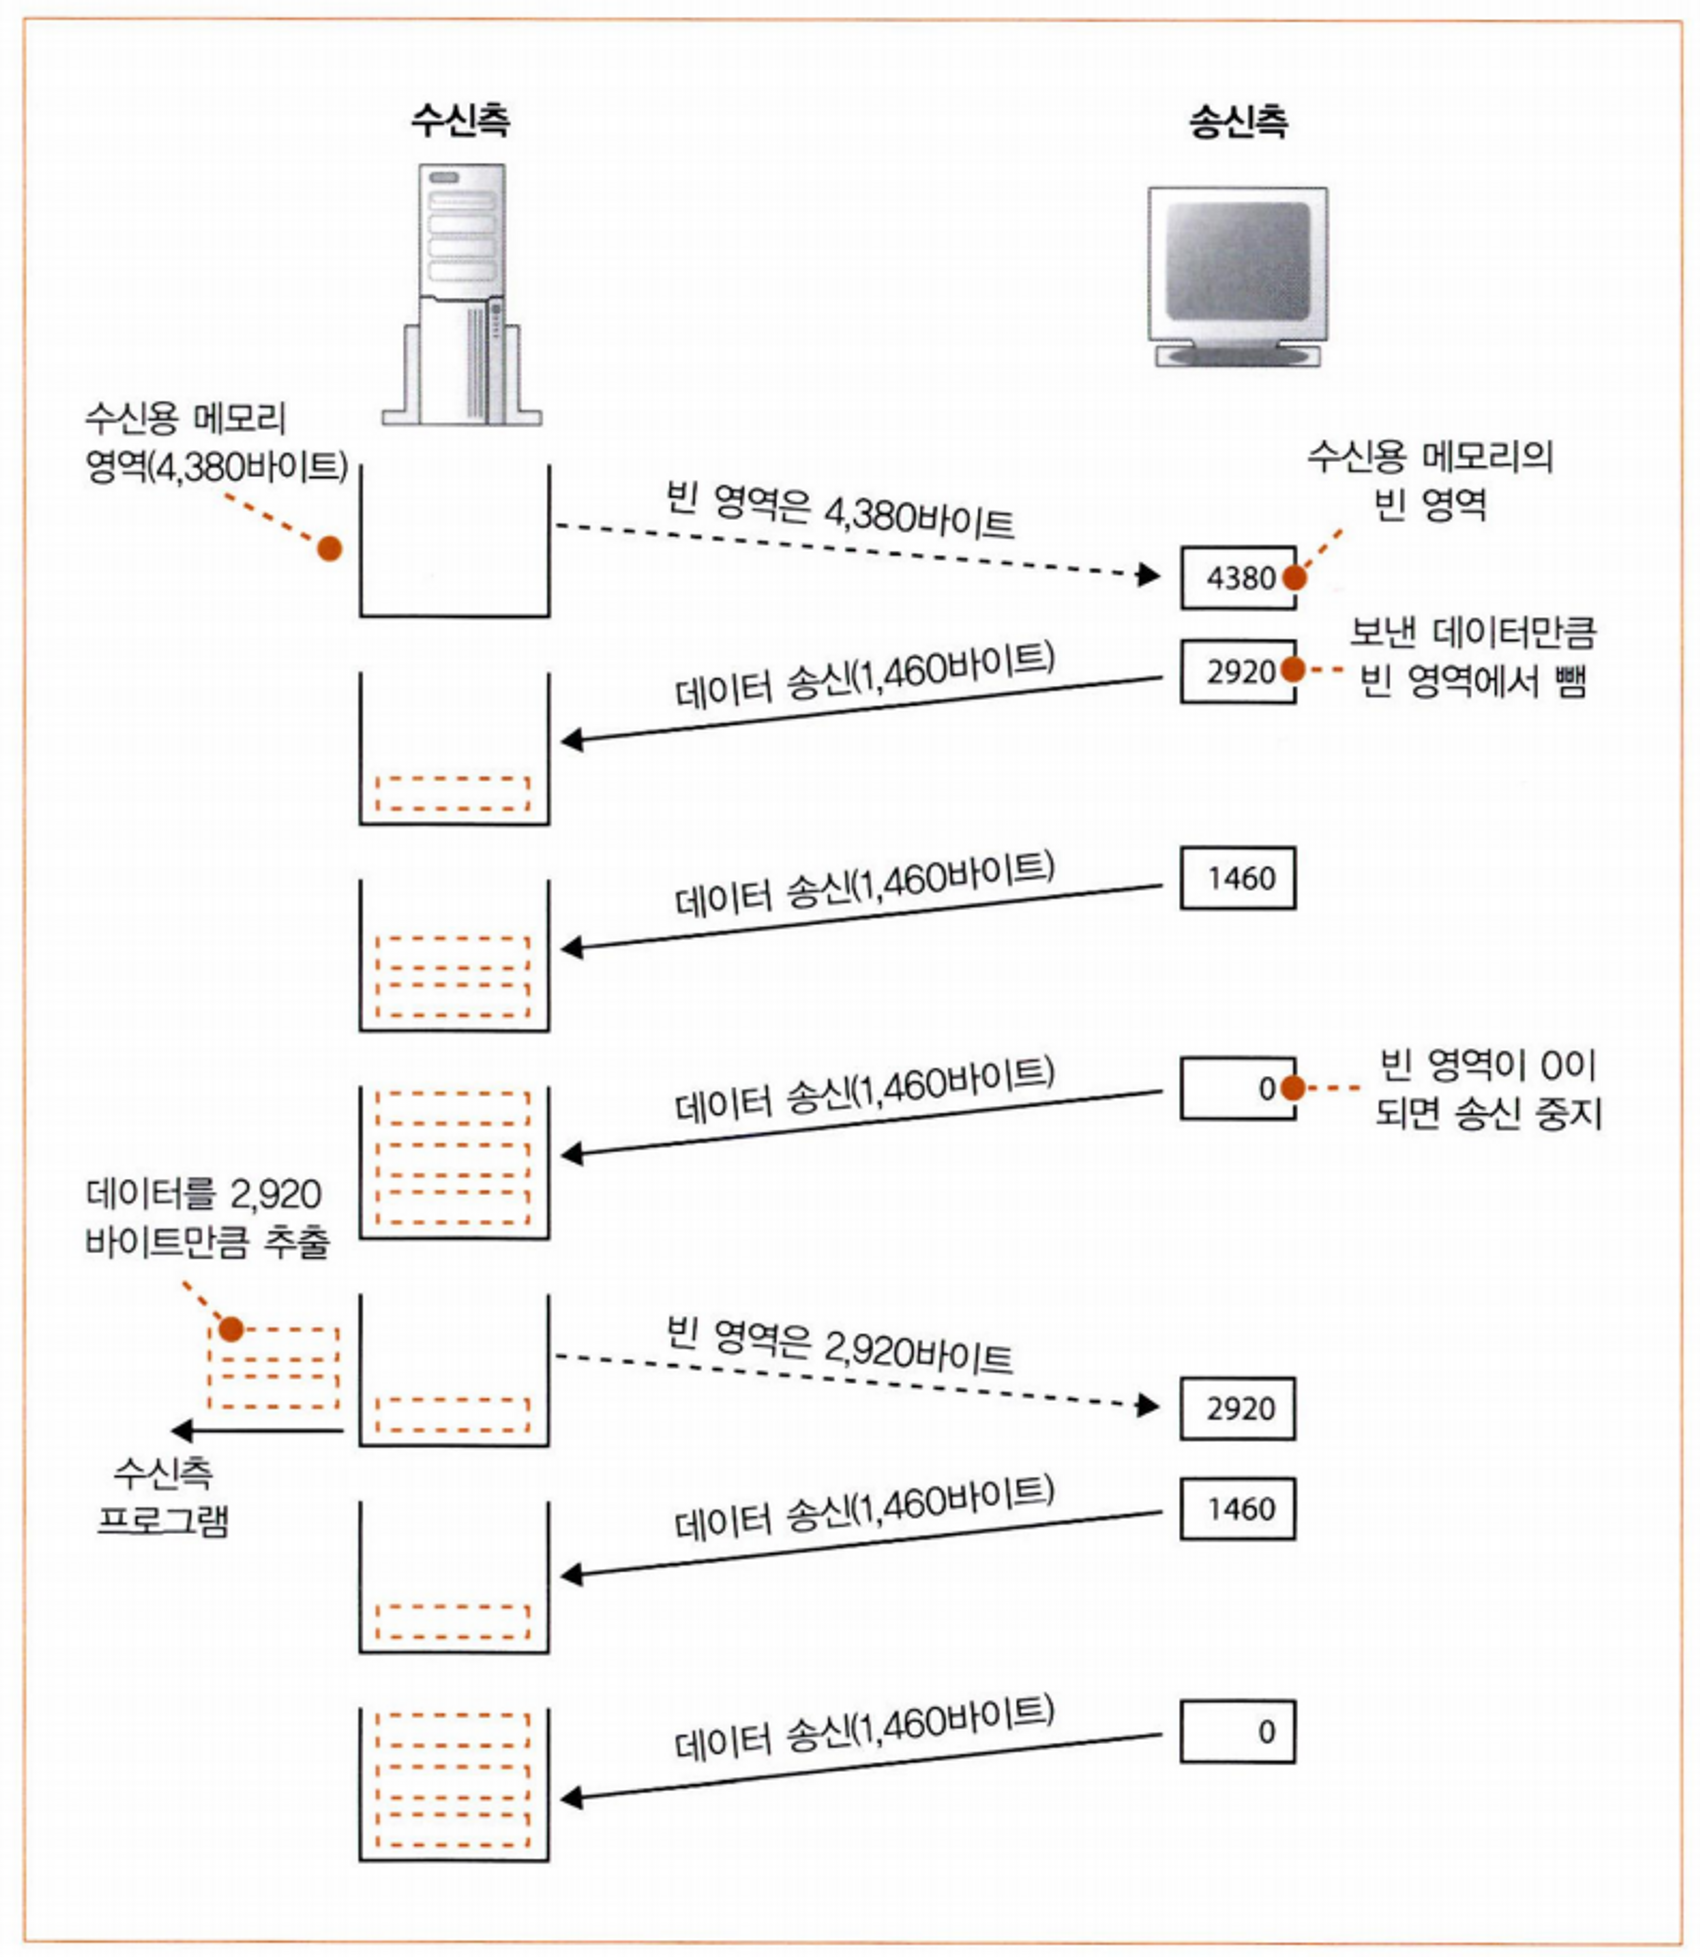 수신측
송신측
수신용 메모리
영역(4,380바이트)
수신용 메모리의
빈 영역
빈 영역은 4,380바이트
4380
보낸 데이터만큼
빈 영역에서 뺌
데이터 송신(1,460바이트)
2920
데이터 송신(1,460바이트)
1460
데이터 송신(1,460바이트)
0
빈 영역이 0이
되면 송신 중지
데이터를 2,920
바이트만큼 추출
빈 영역은 2,920바이트
2920
수신측
프로그램
데이터 송신(1,460바이트)
1460
데이터 송신(1,460바이트)
0